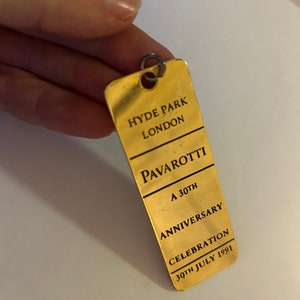 HYDE PARK
LONDON
PAVAROTTI
A 30TH
ANNIVERSARY
CELEBRATION
30TH JULY 1991